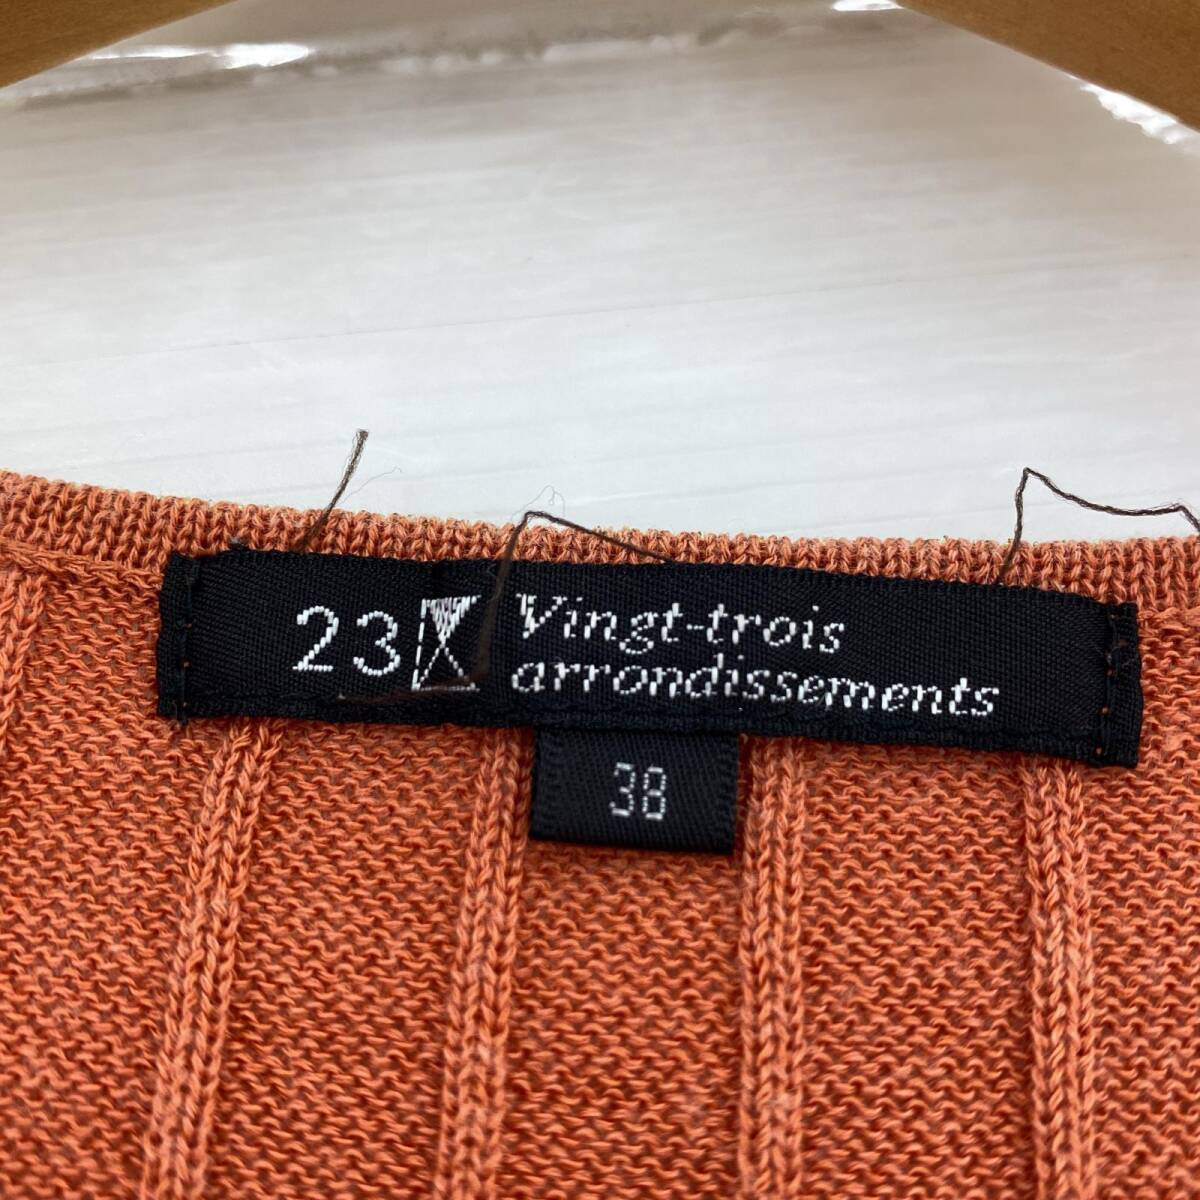 23 Vingt-trois
arrondissements
38